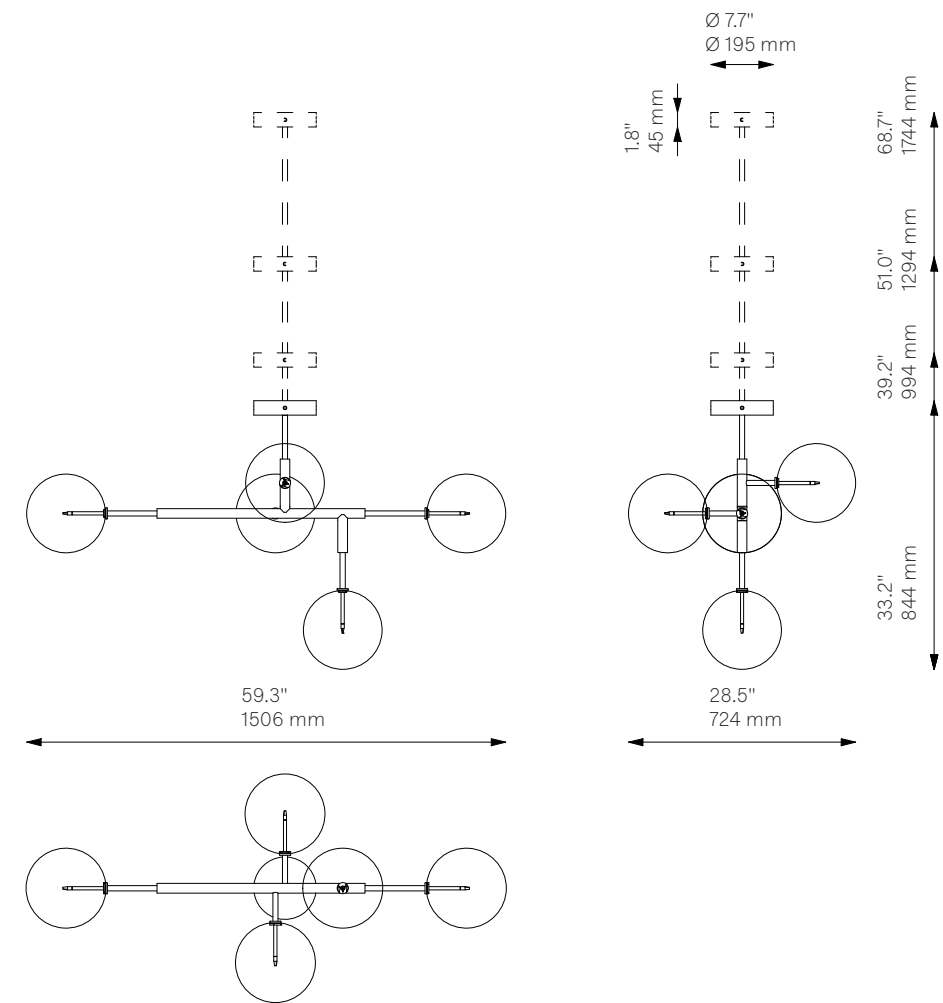 Ø 7.7"
Ø 195 mm
1.8"
45 mm
68.7"
1744 mm
51.0"
1294 mm
39.2"
994 mm
33.2"
844 mm
59.3"
1506 mm
28.5"
724 mm